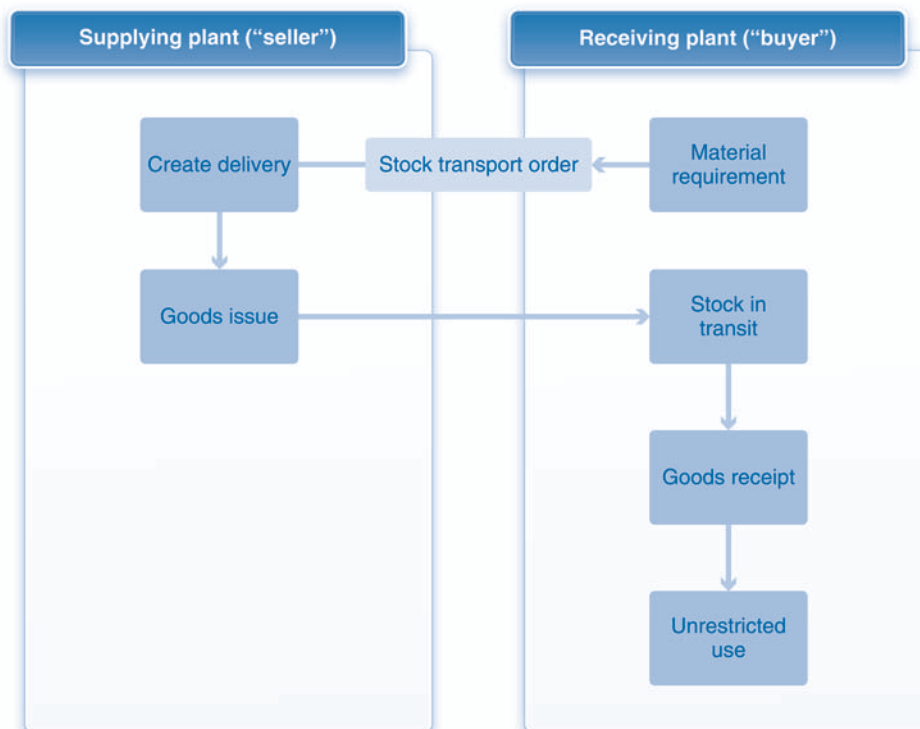 Supplying plant (“seller”)
Receiving plant (“buyer”)
Create delivery
Stock transport order
Material
requirement
Goods issue
Stock in
transit
Goods receipt
Unrestricted
use